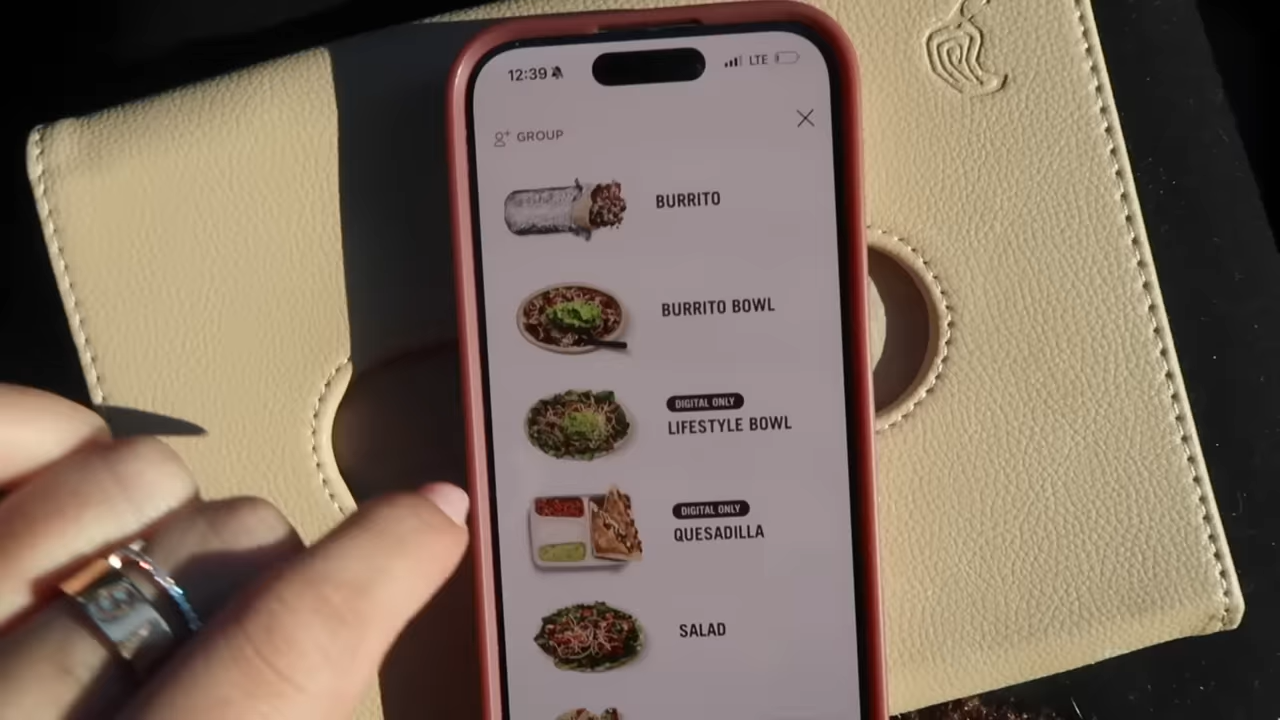 12:39
LTE
GROUP
BURRITO
BURRITO BOWL
DIGITAL ONLY
LIFESTYLE BOWL
DIGITAL ONLY
QUESADILLA
SALAD